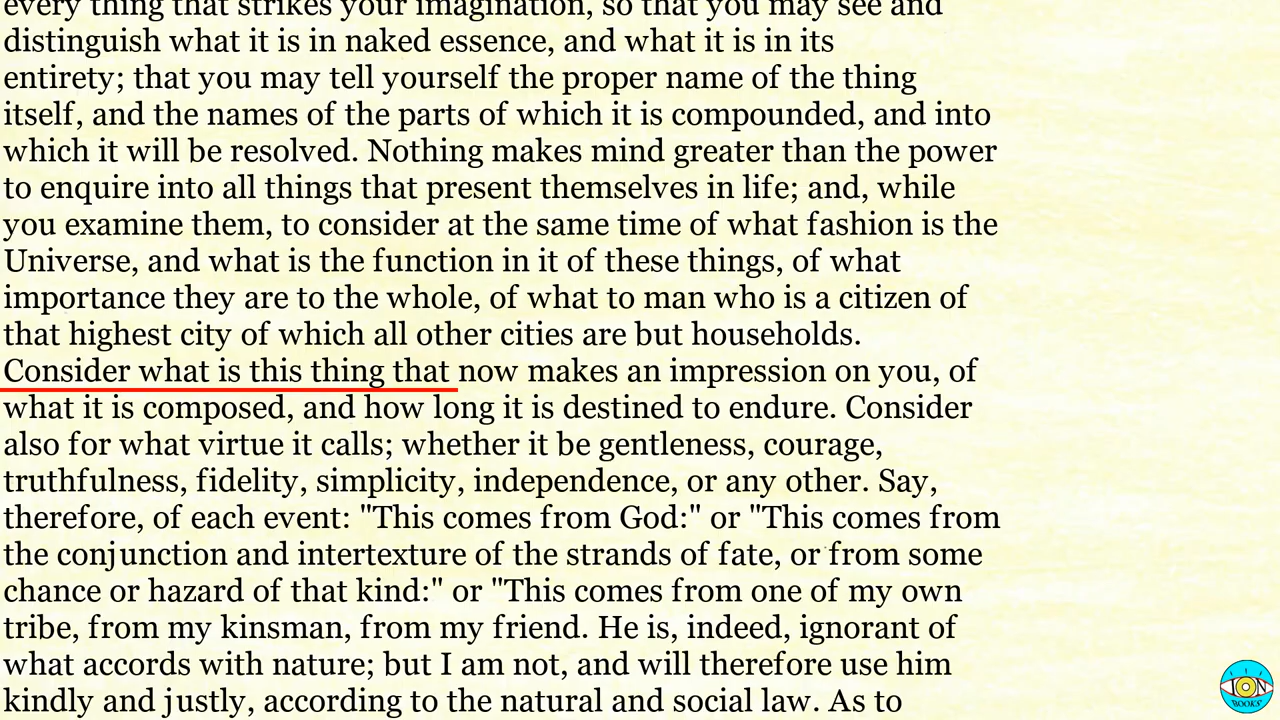 every thing that strikes your imagination, so that you may see and
distinguish what it is in naked essence, and what it is in its
entirety; that you may tell yourself the proper name of the thing
itself, and the names of the parts of which it is compounded, and into
which it will be resolved. Nothing makes mind greater than the power
to enquire into all things that present themselves in life; and, while
you examine them, to consider at the same time of what fashion is the
Universe, and what is the function in it of these things, of what
importance they are to the whole, of what to man who is a citizen of
that highest city of which all other cities are but households.
Consider what is this thing that now makes an impression on you, of
what it is composed, and how long it is destined to endure. Consider
also for what virtue it calls; whether it be gentleness, courage,
truthfulness, fidelity, simplicity, independence, or any other. Say,
therefore, of each event: "This comes from God:" or "This comes from
the conjunction and intertexture of the strands of fate, or from some
chance or hazard of that kind:" or "This comes from one of my own
tribe, from my kinsman, from my friend. He is, indeed, ignorant of
what accords with nature; but I am not, and will therefore use him
kindly and justly, according to the natural and social law. As to
ION
BOOKS